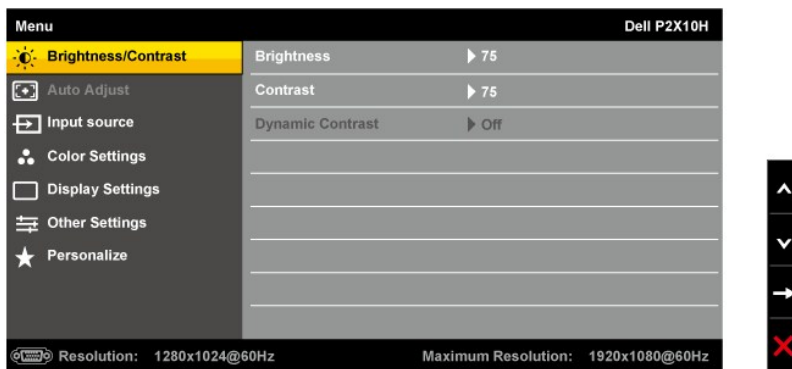 Menu Dell P2X10H
Brightness/Contrast Brightness 75
Auto Adjust Contrast 75
Input source Dynamic Contrast Off
Color Settings
Display Settings
Other Settings
Personalize
Resolution: 1280x1024@60Hz Maximum Resolution: 1920x1080@60Hz